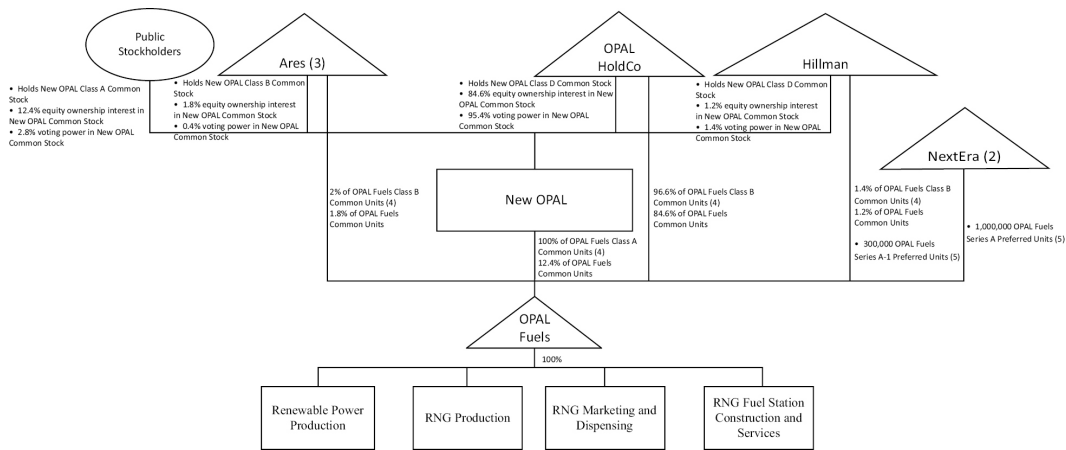 Public
Stockholders
Ares (3)
OPAL
HoldCo
Hillman
• Holds New OPAL Class A Common
Stock
• 12.4% equity ownership interest in
New OPAL Common Stock
• 2.8% voting power in New OPAL
Common Stock
• Holds New OPAL Class B Common
Stock
• 1.8% equity ownership interest
in New OPAL Common Stock
• 0.4% voting power in New OPAL
Common Stock
• Holds New OPAL Class D Common Stock
• 84.6% equity ownership interest in New
OPAL Common Stock
• 95.4% voting power in New OPAL
Common Stock
• Holds New OPAL Class D Common
Stock
• 1.2% equity ownership interest
in New OPAL Common Stock
• 1.4% voting power in New OPAL
Common Stock
NextEra (2)
New OPAL
2% of OPAL Fuels Class B
Common Units (4)
1.8% of OPAL Fuels
Common Units
96.6% of OPAL Fuels Class B
Common Units (4)
84.6% of OPAL Fuels
Common Units
1.4% of OPAL Fuels Class B
Common Units (4)
1.2% of OPAL Fuels
Common Units
• 300,000 OPAL Fuels
Series A-1 Preferred Units (5)
• 1,000,000 OPAL Fuels
Series A Preferred Units (5)
100% of OPAL Fuels Class A
Common Units (4)
12.4% of OPAL Fuels
Common Units
OPAL
Fuels
100%
Renewable Power
Production
RNG Production
RNG Marketing and
Dispensing
RNG Fuel Station
Construction and
Services